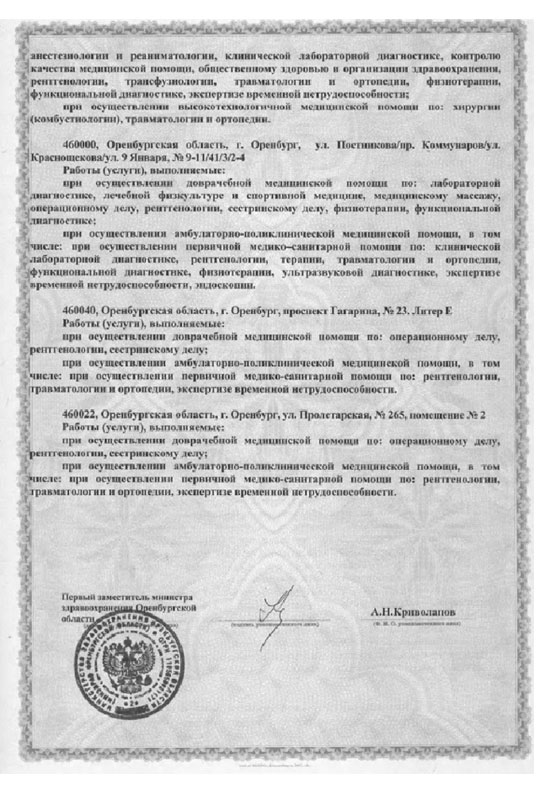 анестезиологии и реаниматологии, клинической лабораторной диагностике, контролю
качества медицинской помощи, общественному здоровью и организации здравоохранения,
рентгенологии, трансфузиологии, травматологии и ортопедии, физиотерапии,
функциональной диагностике, экспертизе временной нетрудоспособности;
при осуществлении высокотехнологичной медицинской помощи по: хирургии
(комбустиологии), травматологии и ортопедии.
460000, Оренбургская область, г. Оренбург, ул. Постникова/пр. Коммунаров/ул.
Краснощекова/ул. 9 Января, № 9-11/41/3/2-4
Работы (услуги), выполняемые:
при осуществлении доврачебной медицинской помощи по: лабораторной
диагностике, лечебной физкультуре и спортивной медицине, медицинскому массажу,
операционному делу, рентгенологии, сестринскому делу, физиотерапии, функциональной
диагностике;
при осуществлении амбулаторно-поликлинической медицинской помощи, в том
числе: при осуществлении первичной медико–санитарной помощи по: клинической
лабораторной диагностике, рентгенологии, терапии, травматологии и ортопедии,
функциональной диагностике, физиотерапии, ультразвуковой диагностике, экспертизе
временной нетрудоспособности, эндоскопии.
460040, Оренбургская область, г. Оренбург, проспект Гагарина, № 23. Литер Е
Работы (услуги), выполняемые:
при осуществлении доврачебной медицинской помощи по: операционному делу,
рентгенологии, сестринскому делу;
при осуществлении амбулаторно-поликлинической медицинской помощи, в том
числе: при осуществлении первичной медико-санитарной помощи по: рентгенологии,
травматологии и ортопедии, экспертизе временной нетрудоспособности.
460022, Оренбургская область, г. Оренбург, ул. Пролетарская, № 265, помещение № 2
Работы (услуги), выполняемые:
при осуществлении доврачебной медицинской помощи по: операционному делу,
рентгенологии, сестринскому делу;
при осуществлении амбулаторно-поликлинической медицинской помощи, в том
числе: при осуществлении первичной медико-санитарной помощи по: рентгенологии,
травматологии и ортопедии, экспертизе временной нетрудоспособности.
Первый заместитель министра
здравоохранения Оренбургской
области
А.Н.Криволапов
(подпись уполномоченного лица)
(Ф. И. О. уполномоченного лица)
МИНИСТЕРСТВО ЗДРАВООХРАНЕНИЯ ОРЕНБУРГСКОЙ ОБЛАСТИ